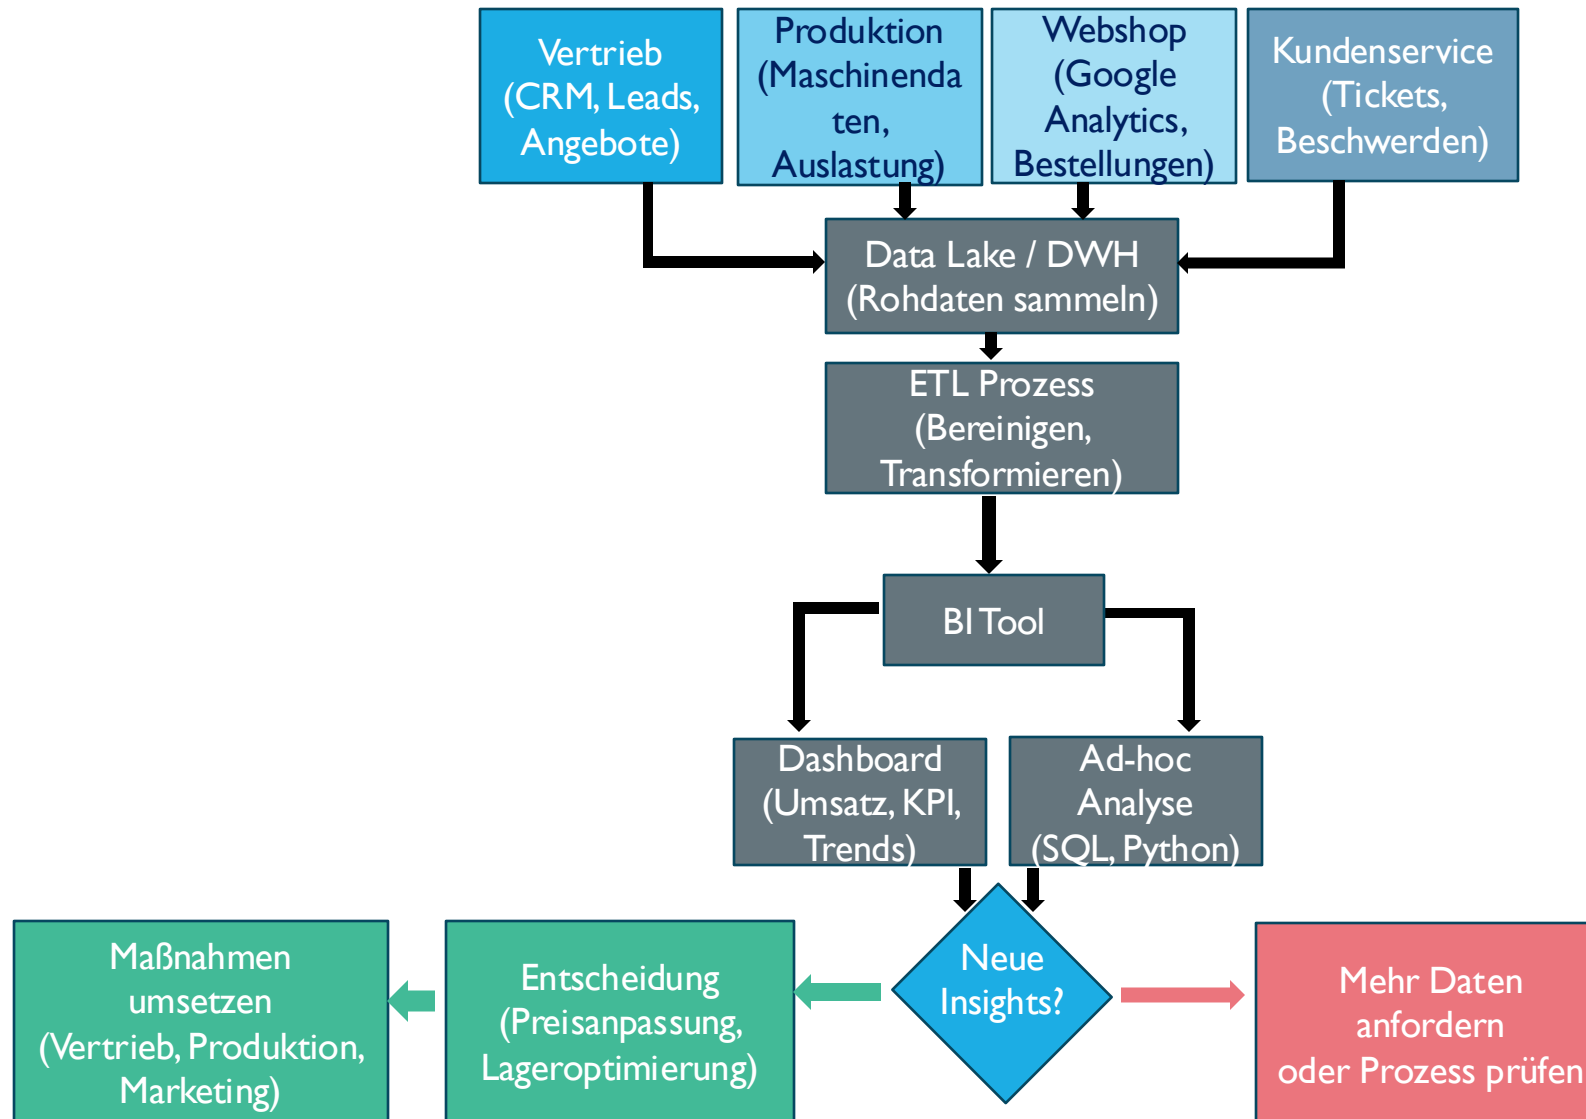 Vertrieb
(CRM, Leads,
Angebote)
Produktion
(Maschinenda
ten,
Auslastung)
Webshop
(Google
Analytics,
Bestellungen)
Kundenservice
(Tickets,
Beschwerden)
Data Lake / DWH
(Rohdaten sammeln)
ETL Prozess
(Bereinigen,
Transformieren)
BI Tool
Dashboard
(Umsatz, KPI,
Trends)
Ad-hoc
Analyse
(SQL, Python)
Maßnahmen
umsetzen
(Vertrieb, Produktion,
Marketing)
Entscheidung
(Preisanpassung,
Lageroptimierung)
Neue
Insights?
Mehr Daten
anfordern
oder Prozess prüfen